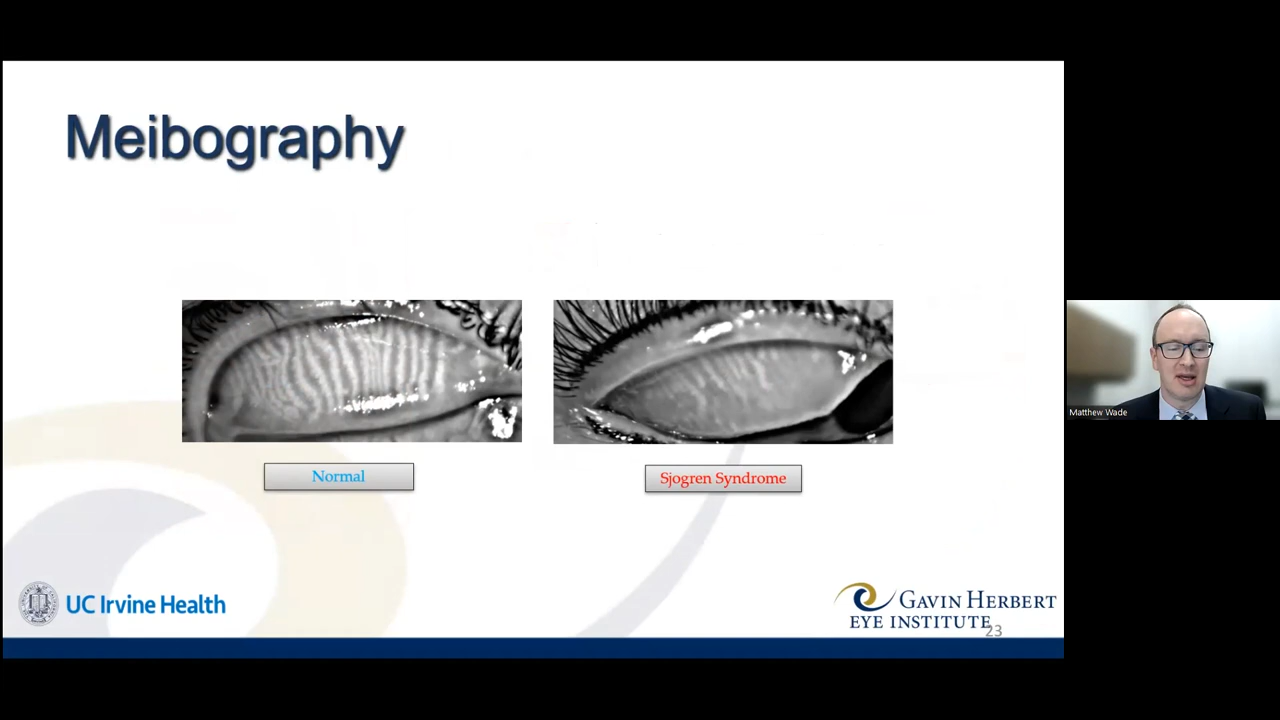 Meibography
Normal
Sjogren Syndrome
Matthew Wade
UC Irvine Health
GAVIN HERBERT
EYE INSTITUTE
23